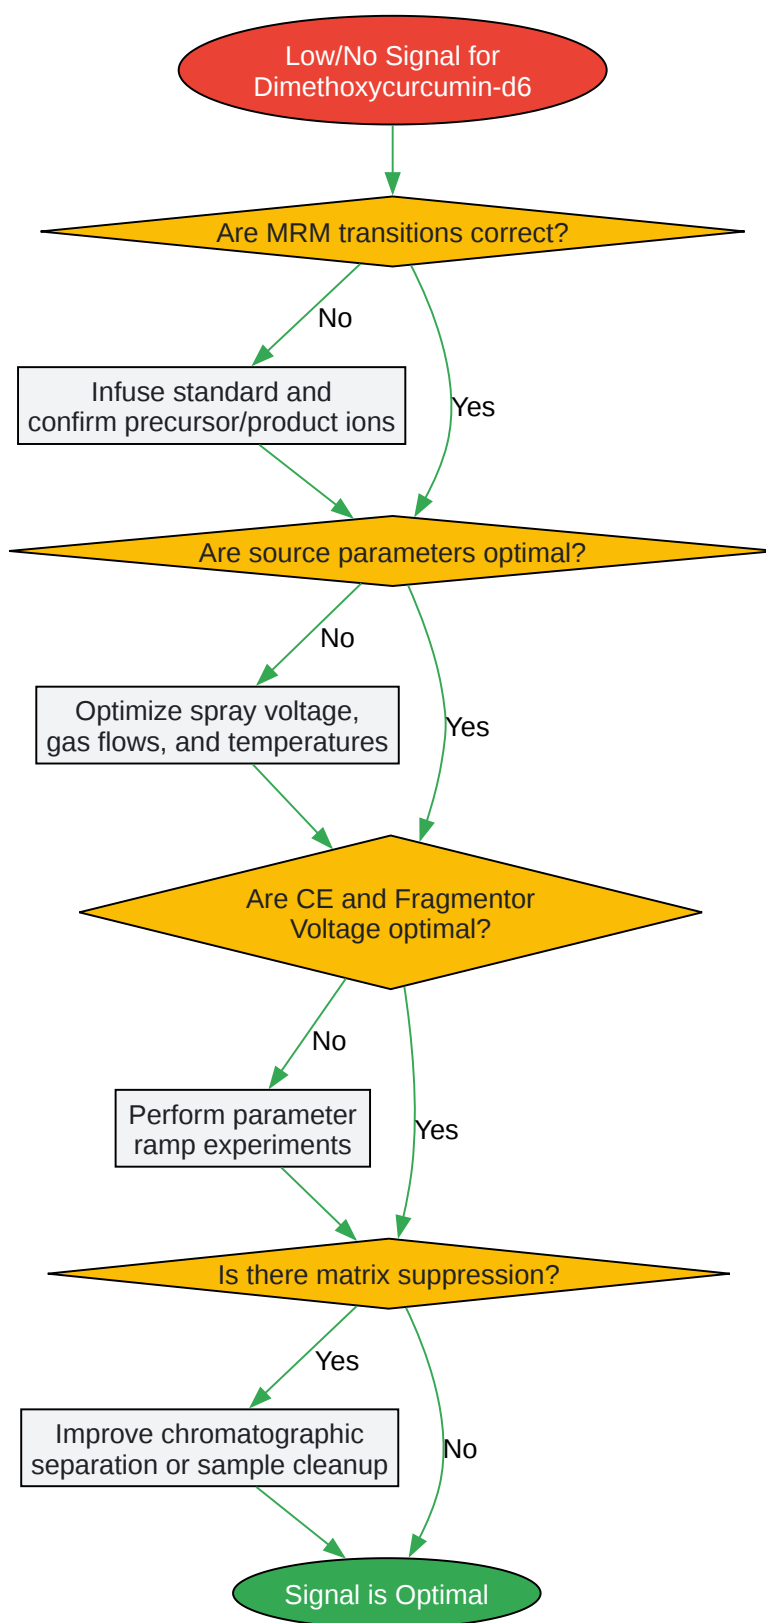 Low/No Signal for
Dimethoxycurcumin-d6
Are MRM transitions correct?
No
Infuse standard and
confirm precursor/product ions
Yes
Are source parameters optimal?
No
Optimize spray voltage,
gas flows, and temperatures
Yes
Are CE and Fragmentor
Voltage optimal?
No
Perform parameter
ramp experiments
Yes
Is there matrix suppression?
Yes
Improve chromatographic
separation or sample cleanup
No
Signal is Optimal